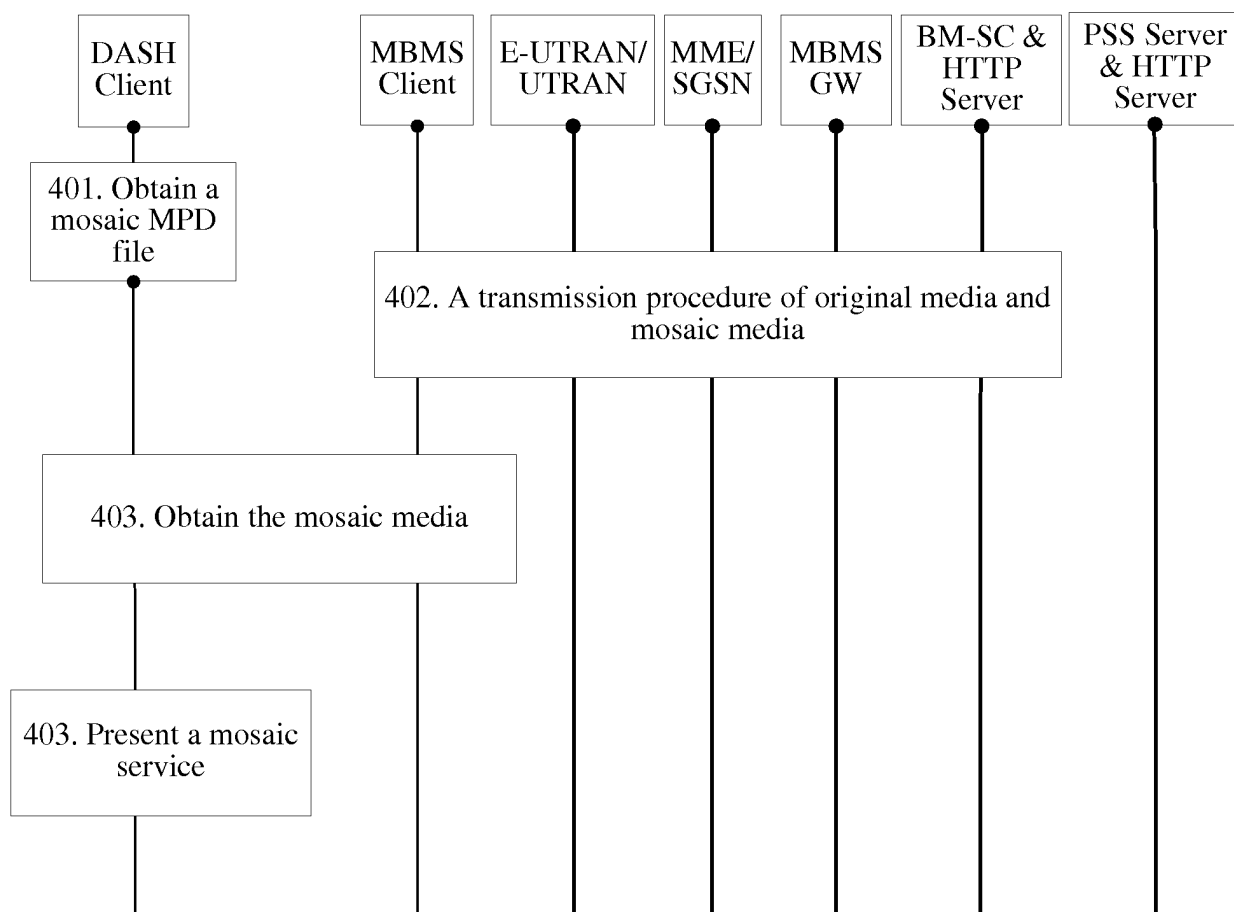 DASH
Client
MBMS
Client
E-UTRAN/
UTRAN
MME/
SGSN
MBMS
GW
BM-SC &
HTTP
Server
PSS Server
& HTTP
Server
401. Obtain a
mosaic MPD
file
402. A transmission procedure of original media and
mosaic media
403. Obtain the mosaic media
403. Present a mosaic
service